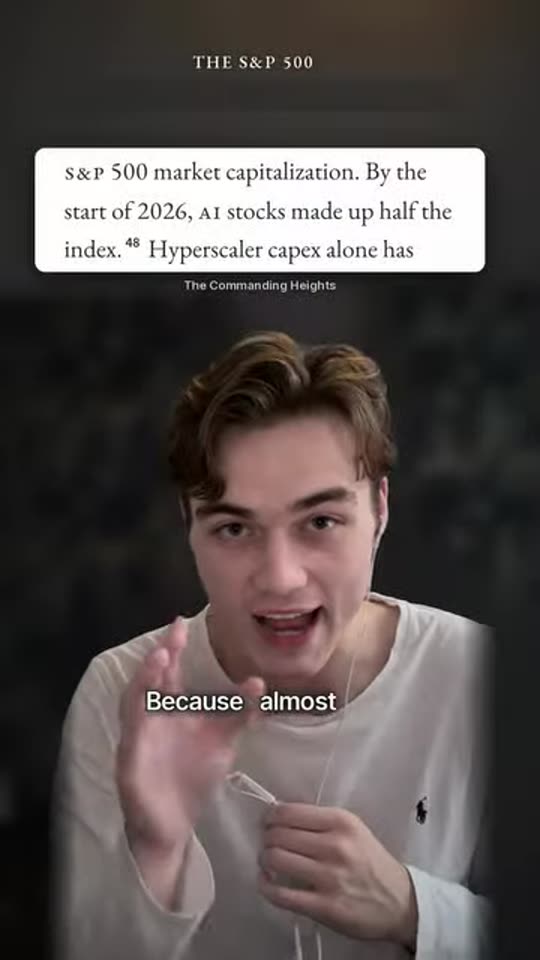 THE S&P 500
S&P 500 market capitalization. By the
start of 2026, AI stocks made up half the
index.⁴⁸ Hyperscaler capex alone has
The Commanding Heights
Because almost